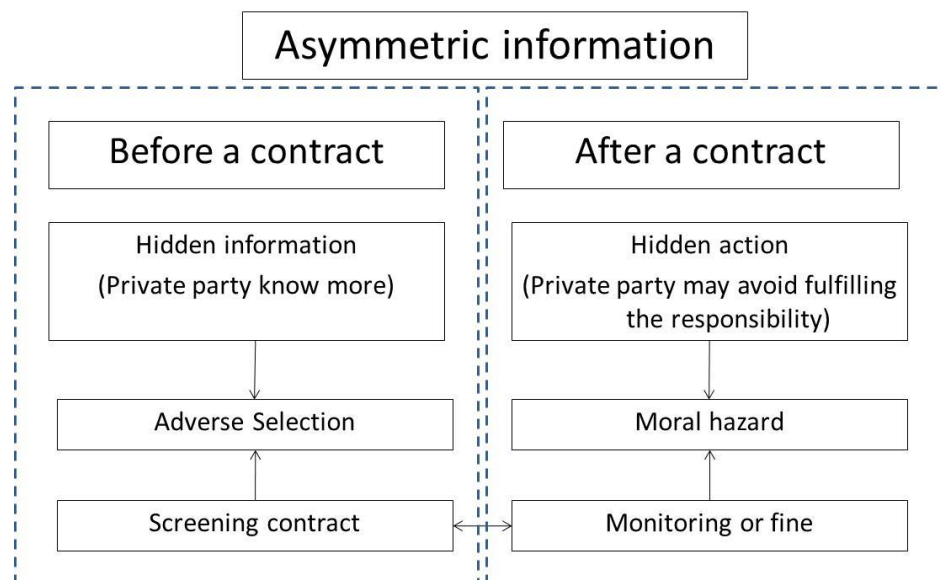 Asymmetric information
Before a contract
After a contract
Hidden information
(Private party know more)
Hidden action
(Private party may avoid fulfilling
the responsibility)
Adverse Selection
Moral hazard
Screening contract
Monitoring or fine